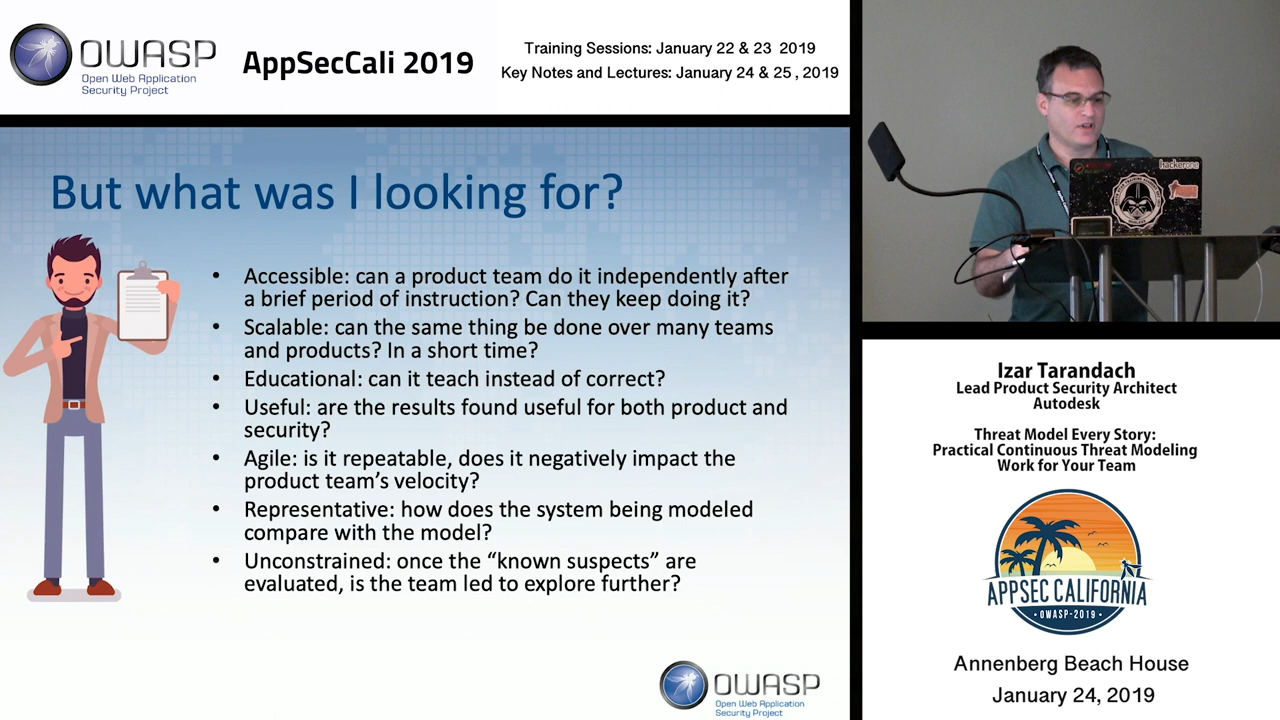 OWASP
Open Web Application
Security Project
AppSecCali 2019
Training Sessions: January 22 & 23 2019
Key Notes and Lectures: January 24 & 25, 2019
But what was I looking for?
• Accessible: can a product team do it independently after
a brief period of instruction? Can they keep doing it?
• Scalable: can the same thing be done over many teams
and products? In a short time?
• Educational: can it teach instead of correct?
• Useful: are the results found useful for both product and
security?
• Agile: is it repeatable, does it negatively impact the
product team’s velocity?
• Representative: how does the system being modeled
compare with the model?
• Unconstrained: once the “known suspects” are
evaluated, is the team led to explore further?
OWASP
Open Web Application
Security Project
hackerone
Izar Tarandach
Lead Product Security Architect
Autodesk
Threat Model Every Story:
Practical Continuous Threat Modeling
Work for Your Team
APPSEC CALIFORNIA
· OWASP-2019 ·
Annenberg Beach House
January 24, 2019